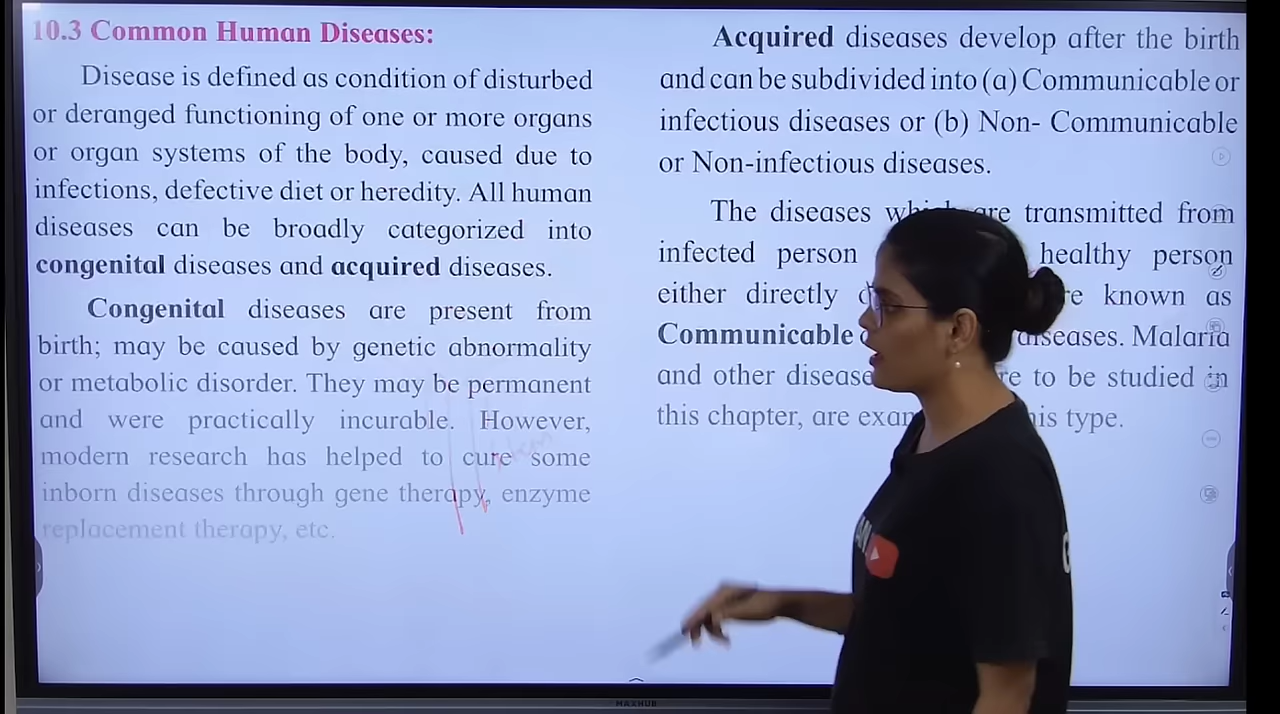 10.3 Common Human Diseases:
Disease is defined as condition of disturbed
or deranged functioning of one or more organs
or organ systems of the body, caused due to
infections, defective diet or heredity. All human
diseases can be broadly categorized into
congenital diseases and acquired diseases.
Congenital diseases are present from
birth; may be caused by genetic abnormality
or metabolic disorder. They may be permanent
and were practically incurable. However,
modern research has helped to cure some
inborn diseases through gene therapy, enzyme
replacement therapy, etc.
Acquired diseases develop after the birth
and can be subdivided into (a) Communicable or
infectious diseases or (b) Non- Communicable
or Non-infectious diseases.
The diseases which are transmitted from
infected person healthy person
either directly known as
Communicable diseases. Malaria
and other to be studied in
this chapter, are type.
MAXHUB